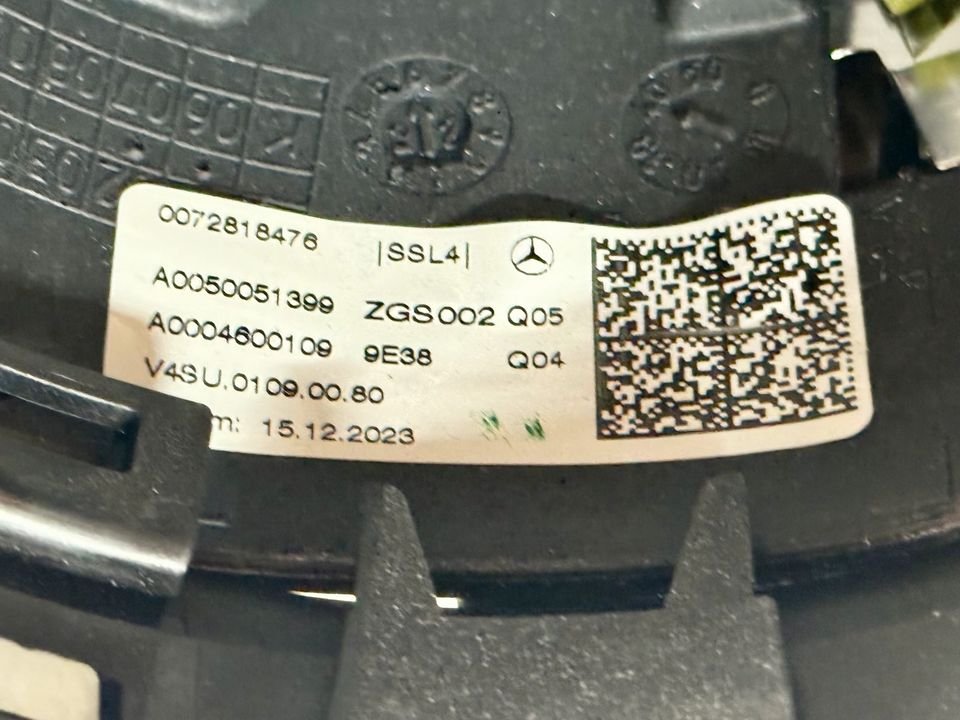 0072818476 |SSL4|
A0050051399 ZGS002 Q05
A0004600109 9E38 Q04
V4SU.0109.00.80
m: 15.12.2023